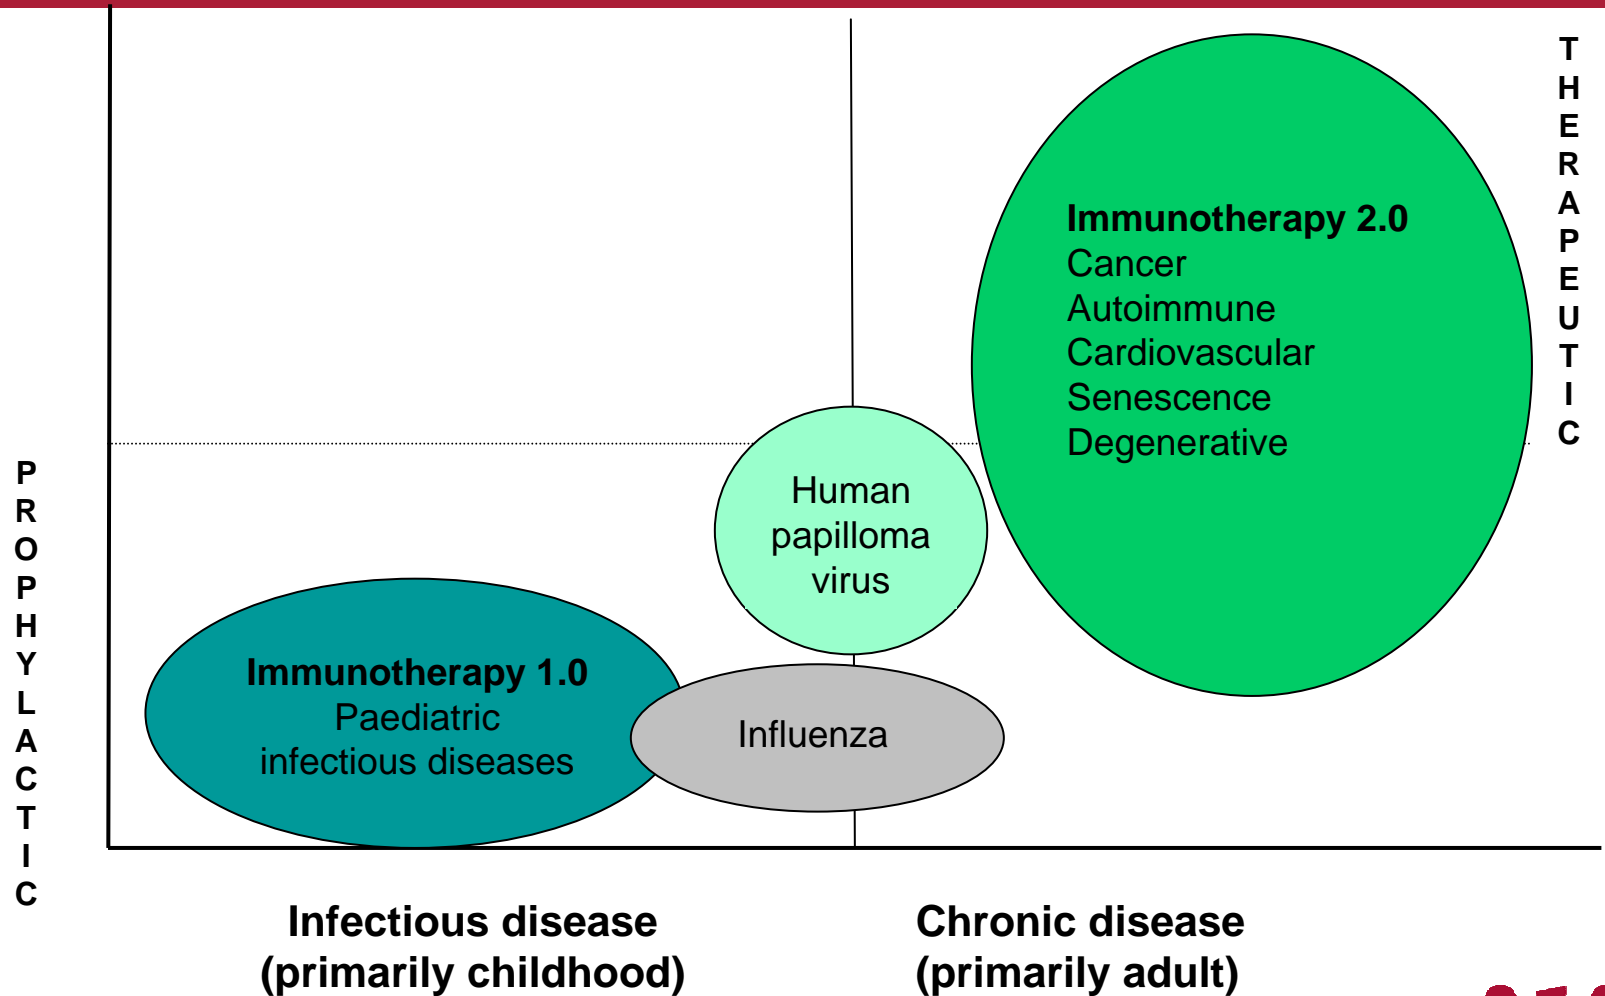 THERAPEUTIC
Immunotherapy 2.0
Cancer
Autoimmune
Cardiovascular
Senescence
Degenerative
PROPHYLACTIC
Human
papilloma
virus
Immunotherapy 1.0
Paediatric
infectious diseases
Influenza
Infectious disease
(primarily childhood)
Chronic disease
(primarily adult)